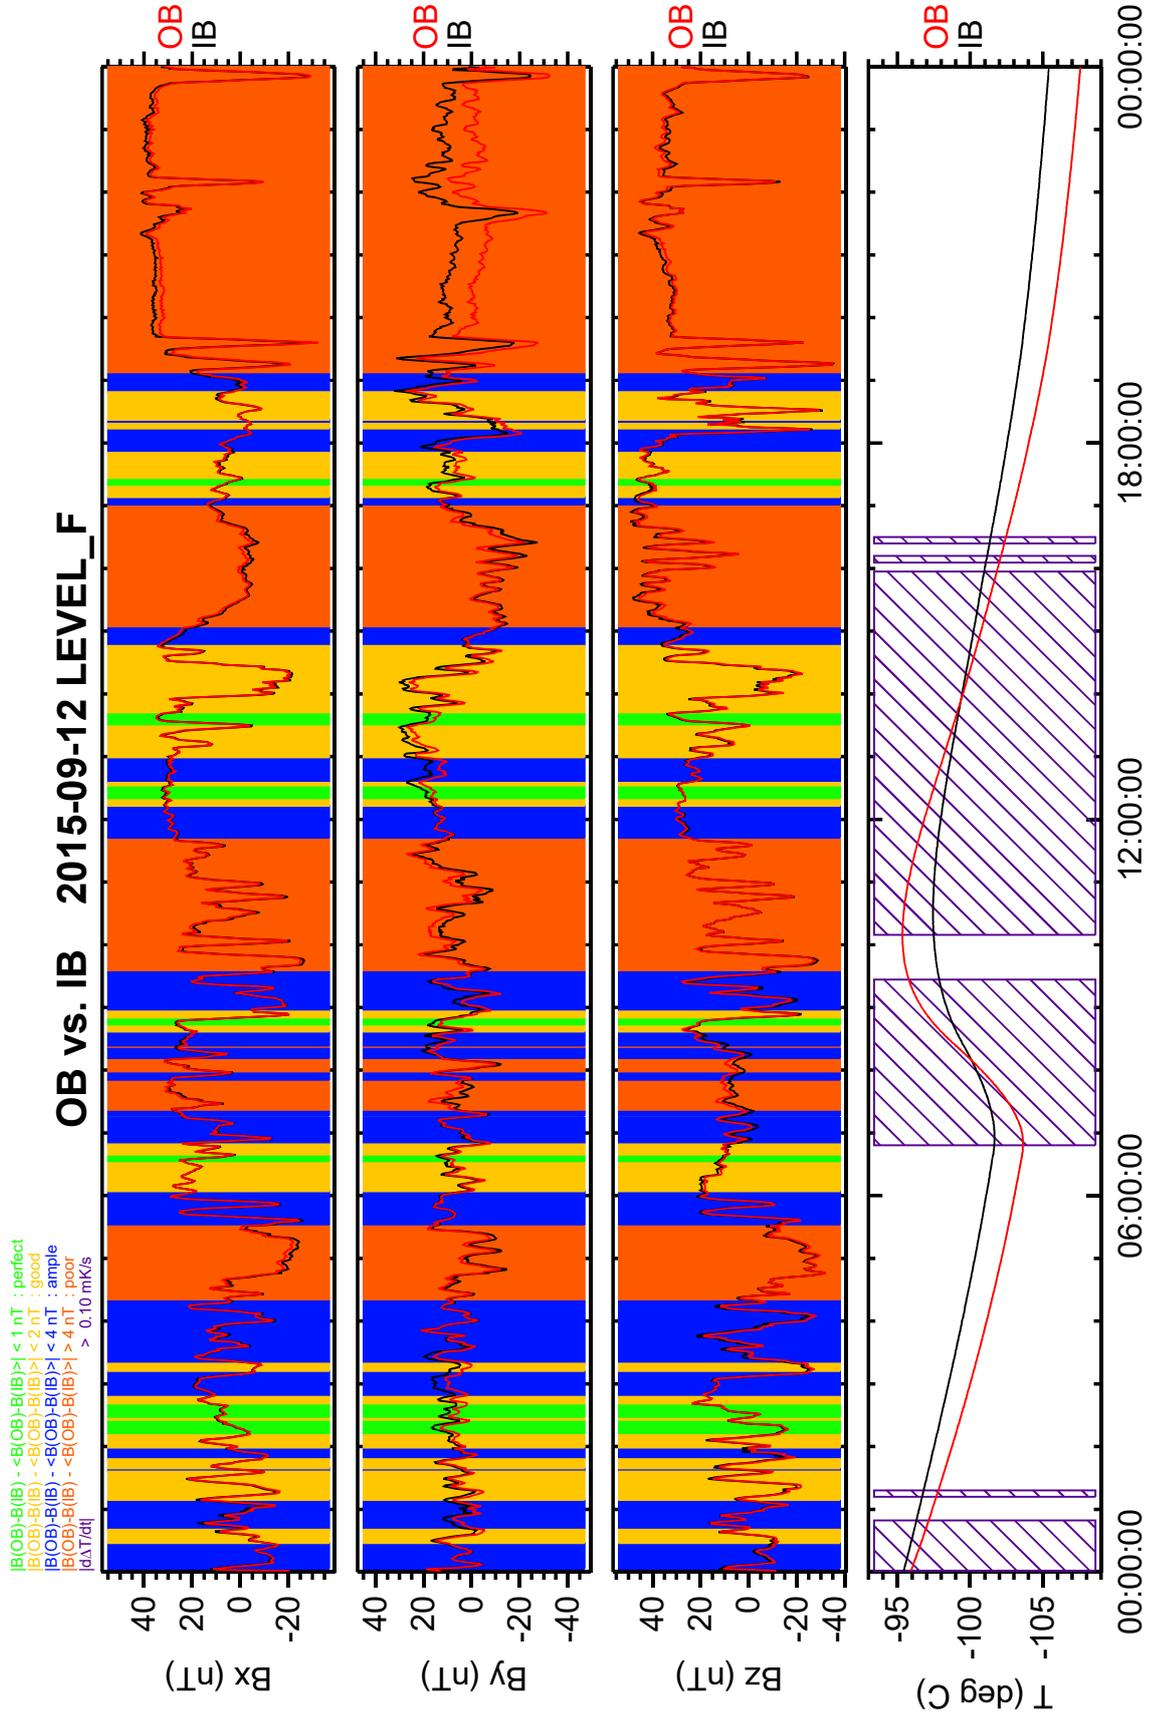 OB vs. IB 2015-09-12 LEVEL_F
|B(OB)-B(IB) - <B(OB)-B(IB)>| < 1 nT : perfect
|B(OB)-B(IB) - <B(OB)-B(IB)>| < 2 nT : good
|B(OB)-B(IB) - <B(OB)-B(IB)>| < 4 nT : ample
|B(OB)-B(IB) - <B(OB)-B(IB)>| > 4 nT : poor
|dΔT/dt| > 0.10 mK/s
Bx (nT)
40
20
0
-20
OB
IB
By (nT)
40
20
0
-20
-40
OB
IB
Bz (nT)
40
20
0
-20
-40
OB
IB
T (deg C)
-95
-100
-105
OB
IB
00:00:00 06:00:00 12:00:00 18:00:00 00:00:00